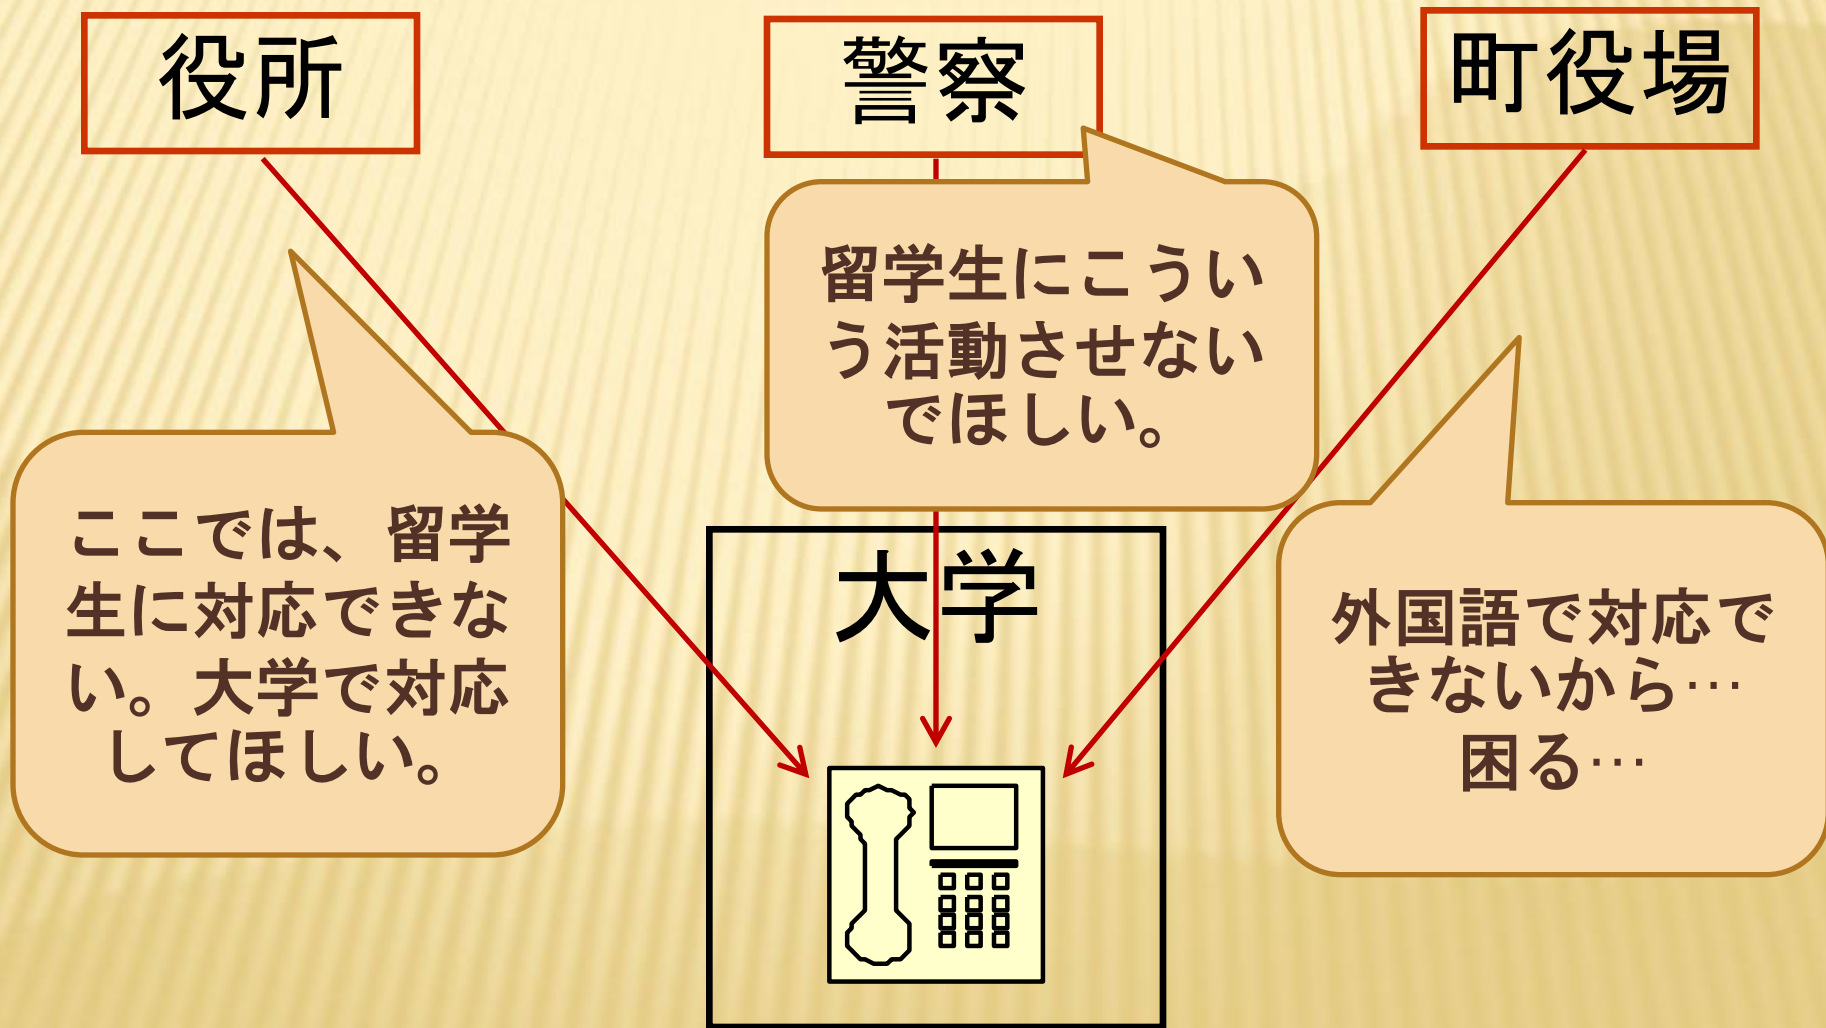 役所
警察
町役場
留学生にこうい
う活動させない
でほしい。
ここでは、留学
生に対応できな
い。大学で対応
してほしい。
大学
外国語で対応で
きないから…
困る…